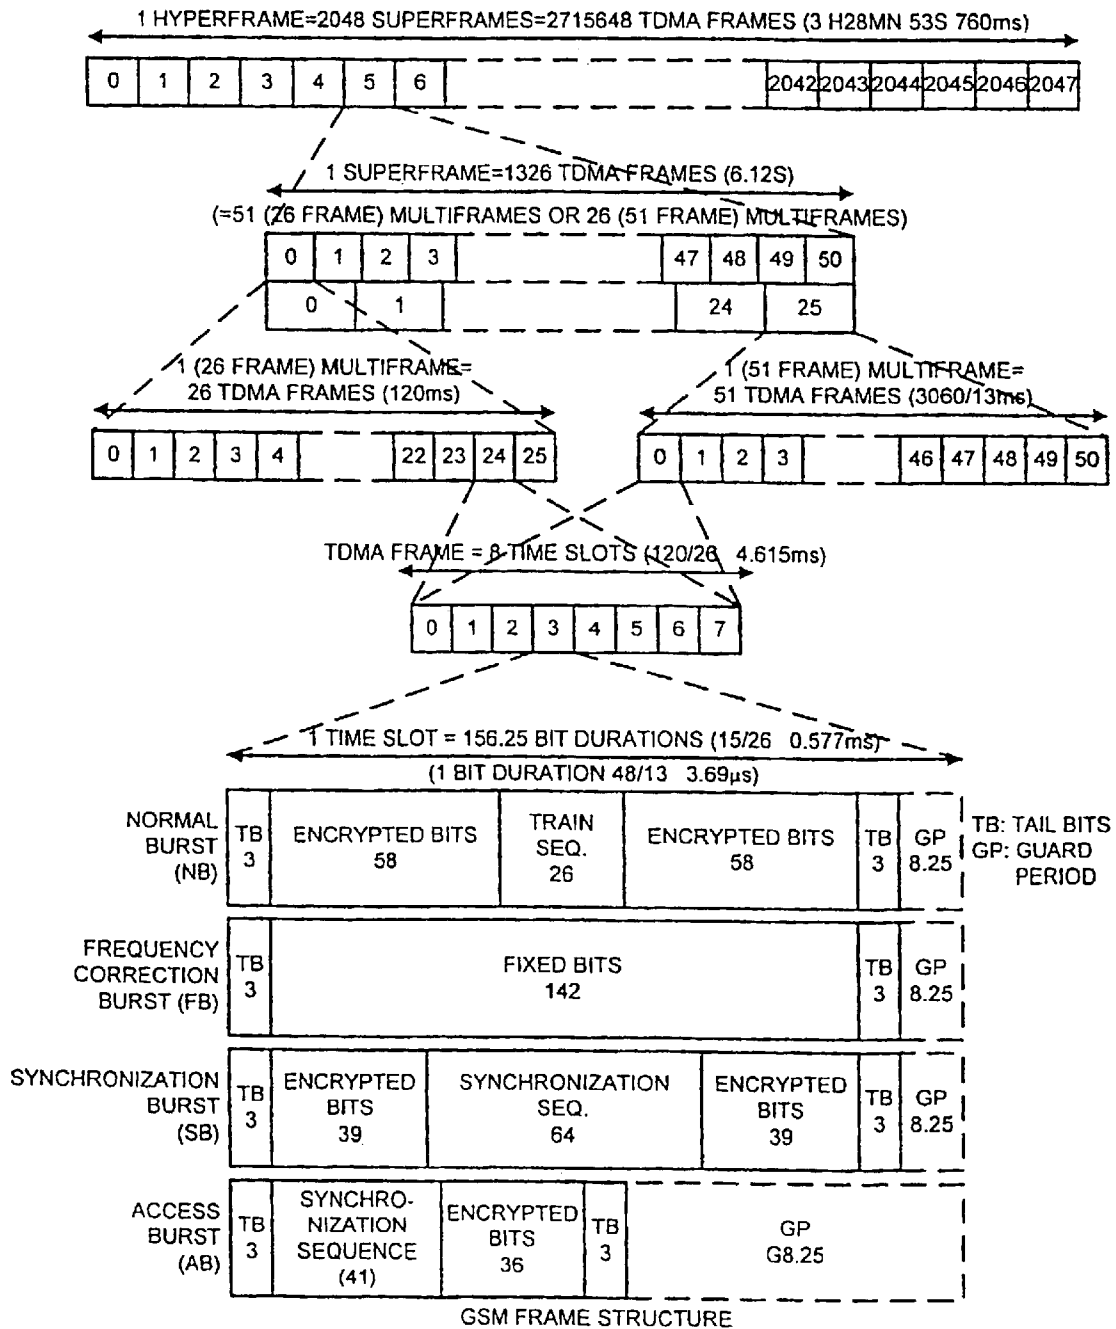 1 HYPERFRAME=2048 SUPERFRAMES=2715648 TDMA FRAMES (3 H28MN 53S 760ms)
0 1 2 3 4 5 6 2042 2043 2044 2045 2046 2047
1 SUPERFRAME=1326 TDMA FRAMES (6.12S)
(=51 (26 FRAME) MULTIFRAMES OR 26 (51 FRAME) MULTIFRAMES)
0 1 2 3 47 48 49 50
0 1 24 25
1 (26 FRAME) MULTIFRAME=
26 TDMA FRAMES (120ms)
1 (51 FRAME) MULTIFRAME=
51 TDMA FRAMES (3060/13ms)
0 1 2 3 4 22 23 24 25
0 1 2 3 46 47 48 49 50
TDMA FRAME = 8 TIME SLOTS (120/26 4.615ms)
0 1 2 3 4 5 6 7
1 TIME SLOT = 156.25 BIT DURATIONS (15/26 0.577ms)
(1 BIT DURATION 48/13 3.69µs)
NORMAL
BURST
(NB)
TB
3
ENCRYPTED BITS
58
TRAIN
SEQ.
26
ENCRYPTED BITS
58
TB
3
GP
8.25
TB: TAIL BITS
GP: GUARD
PERIOD
FREQUENCY
CORRECTION
BURST (FB)
TB
3
FIXED BITS
142
TB
3
GP
8.25
SYNCHRONIZATION
BURST
(SB)
TB
3
ENCRYPTED
BITS
39
SYNCHRONIZATION
SEQ.
64
ENCRYPTED
BITS
39
TB
3
GP
8.25
ACCESS
BURST
(AB)
TB
3
SYNCHRO-
NIZATION
SEQUENCE
(41)
ENCRYPTED
BITS
36
TB
3
GP
G8.25
GSM FRAME STRUCTURE